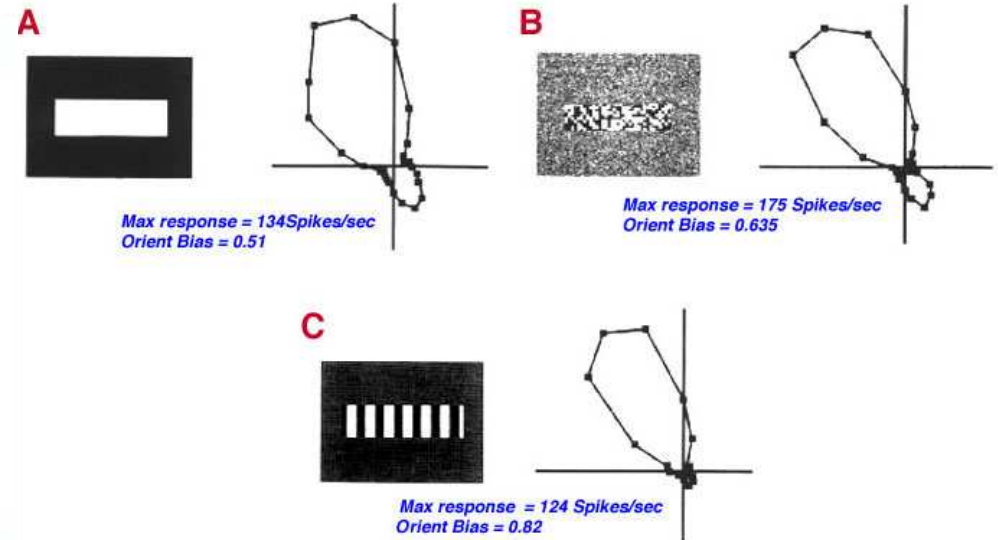 A
B
Max response = 134Spikes/sec
Orient Bias = 0.51
Max response = 175 Spikes/sec
Orient Bias = 0.635
C
Max response = 124 Spikes/sec
Orient Bias = 0.82